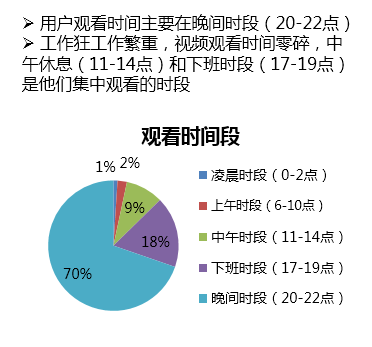 ➢ 用户观看时间主要在晚间时段（20-22点）
➢ 工作狂工作繁重，视频观看时间零碎，中
午休息（11-14点）和下班时段（17-19点）
是他们集中观看的时段
观看时间段
1%
2%
9%
18%
70%
凌晨时段（0-2点）
上午时段（6-10点）
中午时段（11-14点）
下班时段（17-19点）
晚间时段（20-22点）